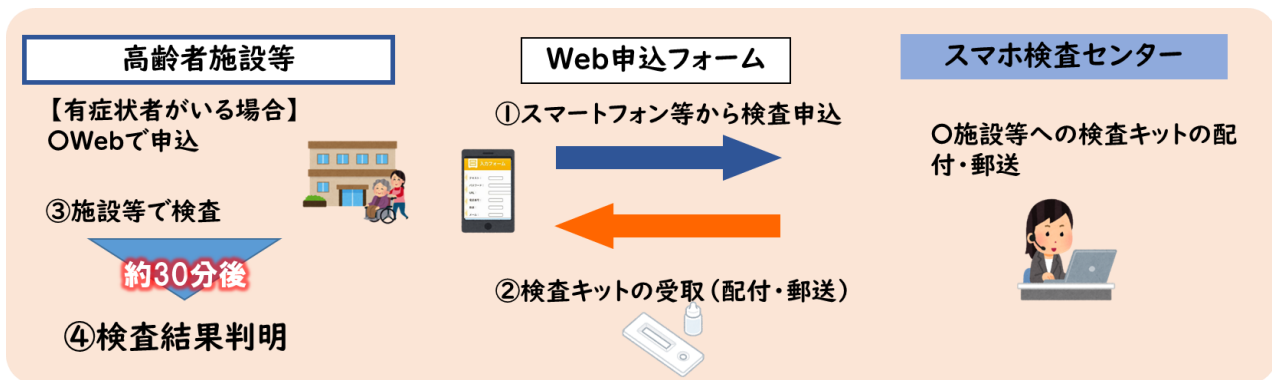 高齢者施設等
【有症状者がいる場合】
〇Webで申込
③施設等で検査
約30分後
④検査結果判明
Web申込フォーム
①スマートフォン等から検査申込
②検査キットの受取(配付・郵送)
スマホ検査センター
〇施設等への検査キットの配
付・郵送